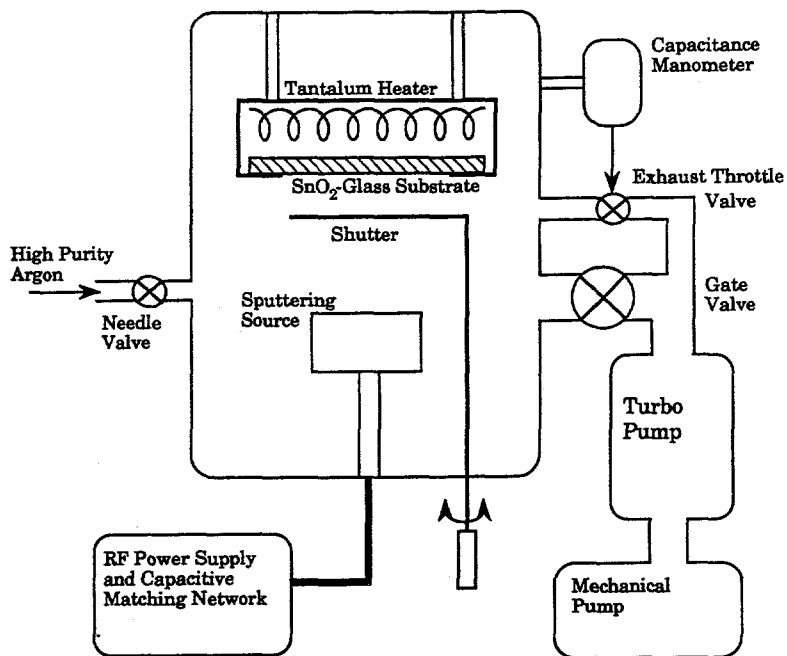 Capacitance
Manometer
Tantalum Heater
SnO₂-Glass Substrate
Exhaust Throttle
Valve
Shutter
High Purity
Argon
Needle
Valve
Sputtering
Source
Gate
Valve
Turbo
Pump
RF Power Supply
and Capacitive
Matching Network
Mechanical
Pump